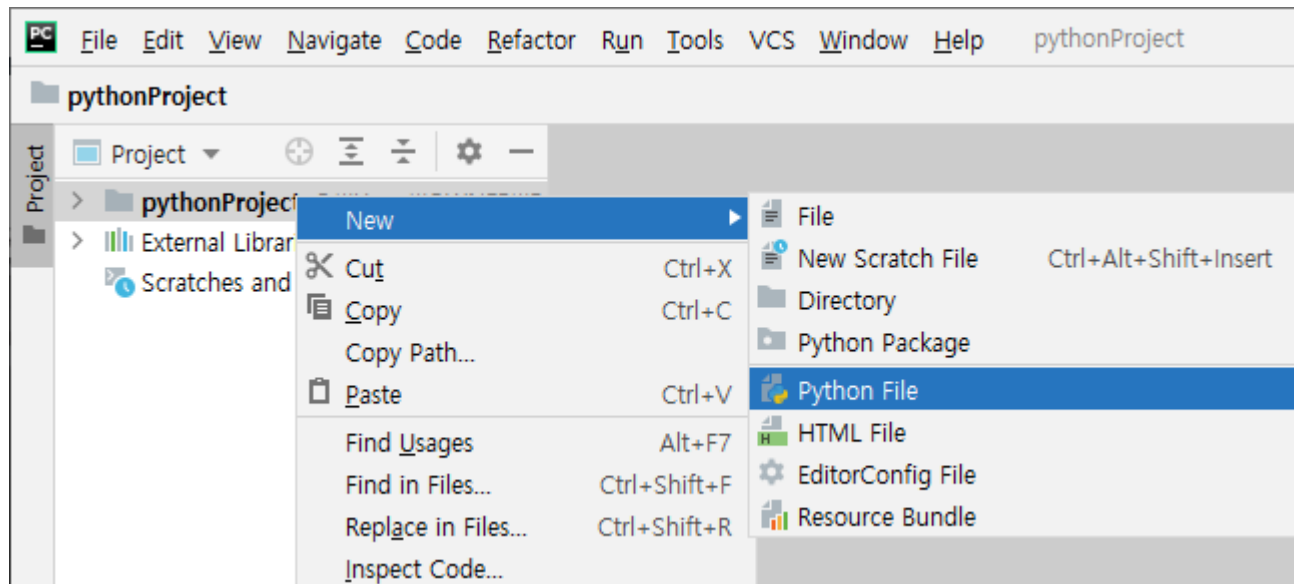 PC File Edit View Navigate Code Refactor Run Tools VCS Window Help pythonProject
pythonProject
Project
Project
pythonProject
External Librar
Scratches and
New
Cut Ctrl+X
Copy Ctrl+C
Copy Path...
Paste Ctrl+V
Find Usages Alt+F7
Find in Files... Ctrl+Shift+F
Replace in Files... Ctrl+Shift+R
Inspect Code...
File
New Scratch File Ctrl+Alt+Shift+Insert
Directory
Python Package
Python File
H HTML File
EditorConfig File
Resource Bundle